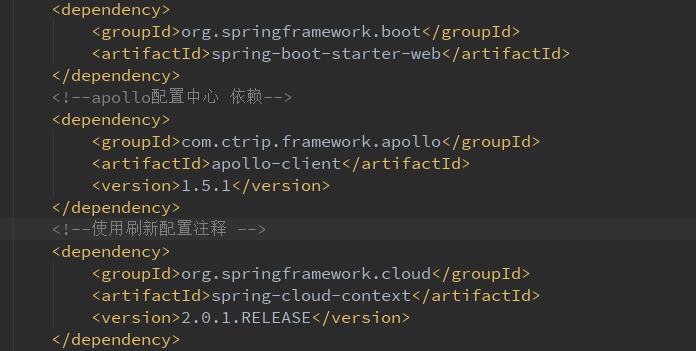 <dependency>
<groupId>org.springframework.boot</groupId>
<artifactId>spring-boot-starter-web</artifactId>
</dependency>
<!--apollo配置中心 依赖-->
<dependency>
<groupId>com.ctrip.framework.apollo</groupId>
<artifactId>apollo-client</artifactId>
<version>1.5.1</version>
</dependency>
<!--使用刷新配置注释 -->
<dependency>
<groupId>org.springframework.cloud</groupId>
<artifactId>spring-cloud-context</artifactId>
<version>2.0.1.RELEASE</version>
</dependency>